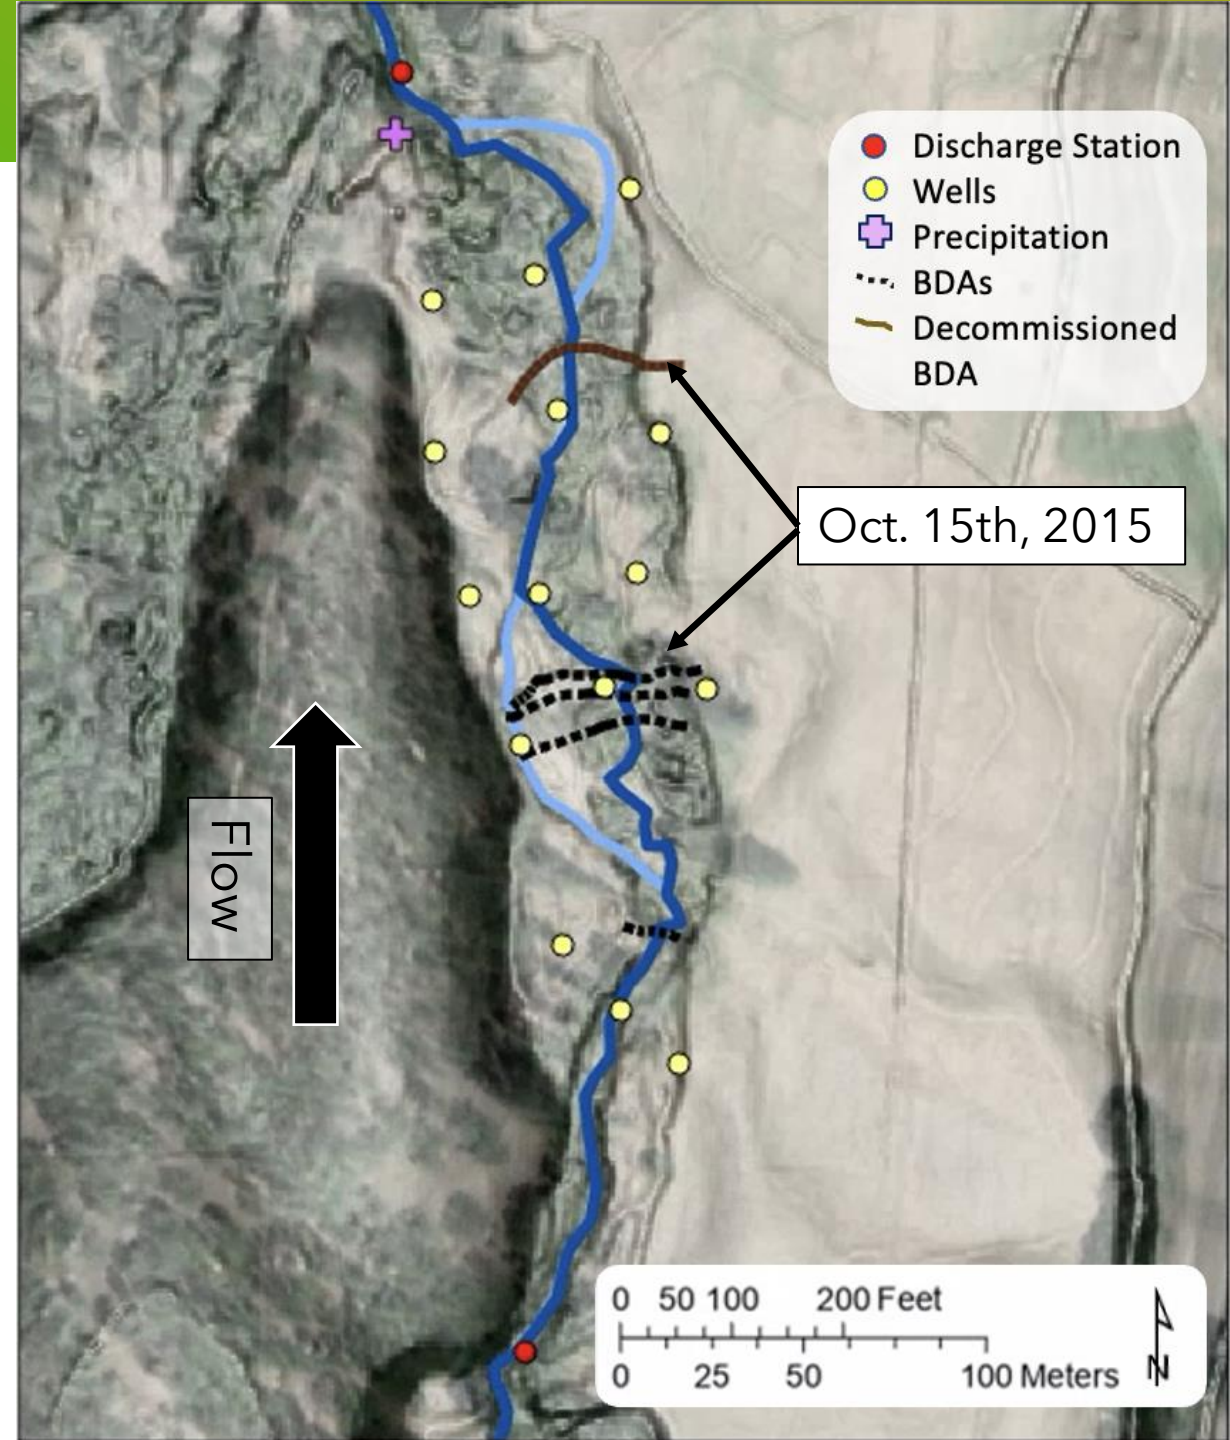 Discharge Station
Wells
Precipitation
BDAs
Decommissioned
BDA
Oct. 15th, 2015
Flow
0 50 100 200 Feet
0 25 50 100 Meters
N